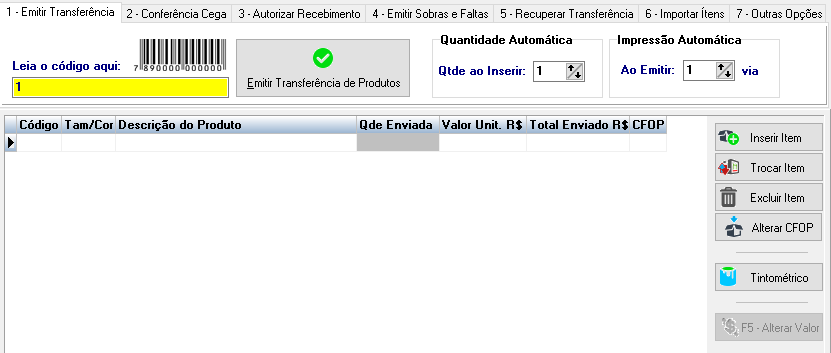 1 - Emitir Transferência 2 - Conferência Cega 3 - Autorizar Recebimento 4 - Emitir Sobras e Faltas 5 - Recuperar Transferência 6 - Importar Ítens 7 - Outras Opções
Leia o código aqui:
7 890000 000000
1
Emitir Transferência de Produtos
Quantidade Automática
Qtde ao Inserir: 1
Impressão Automática
Ao Emitir: 1 via
Código Tam/Cor Descrição do Produto Qde Enviada Valor Unit. R$ Total Enviado R$ CFOP
Inserir Item
Trocar Item
Excluir Item
Alterar CFOP
Tintométrico
F5 - Alterar Valor